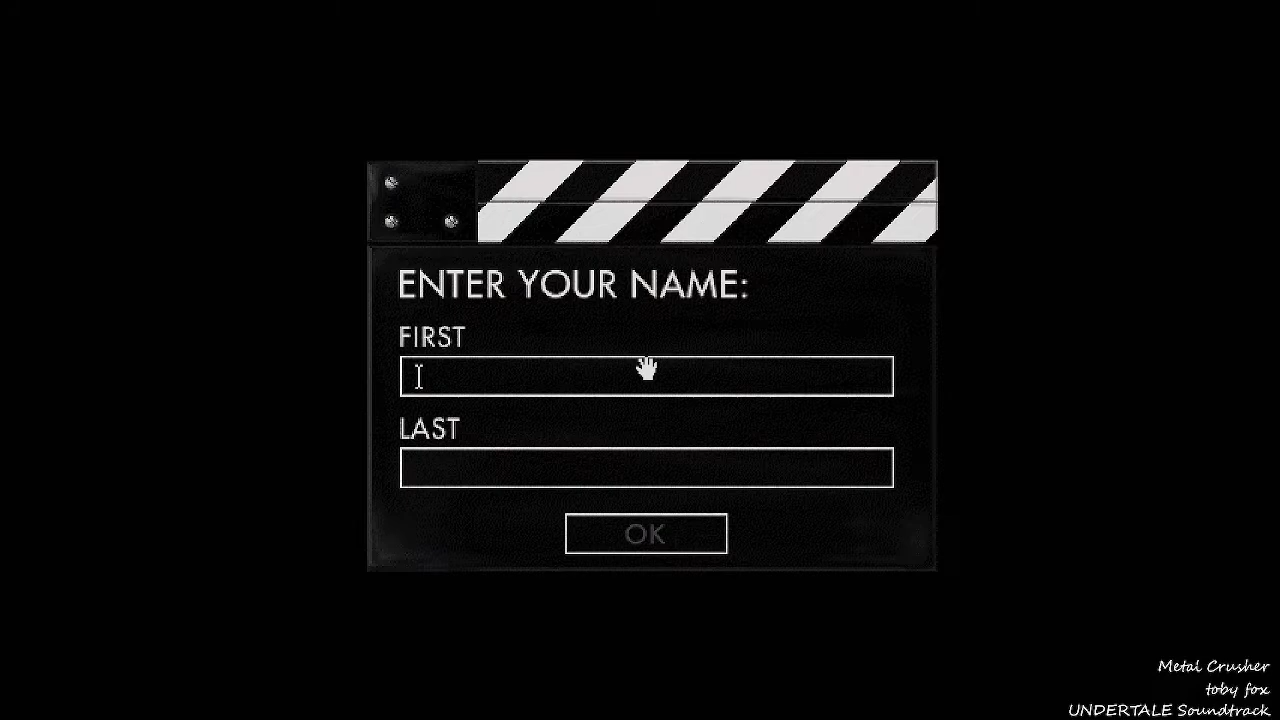 ENTER YOUR NAME:
FIRST
LAST
OK
Metal Crusher
toby fox
UNDERTALE Soundtrack